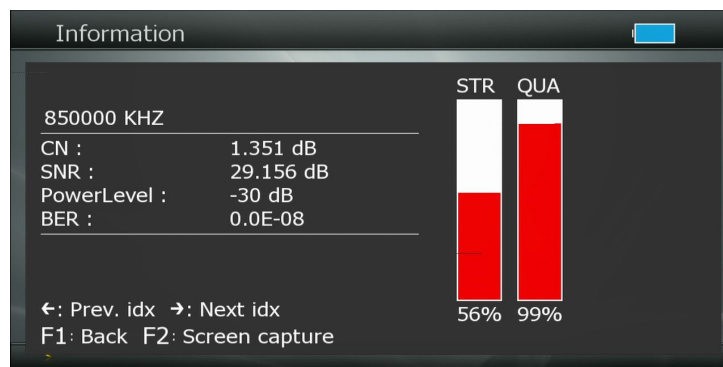 Information
STR QUA
850000 KHZ
CN : 1.351 dB
SNR : 29.156 dB
PowerLevel : -30 dB
BER : 0.0E-08
←: Prev. idx →: Next idx
56% 99%
F1: Back F2: Screen capture